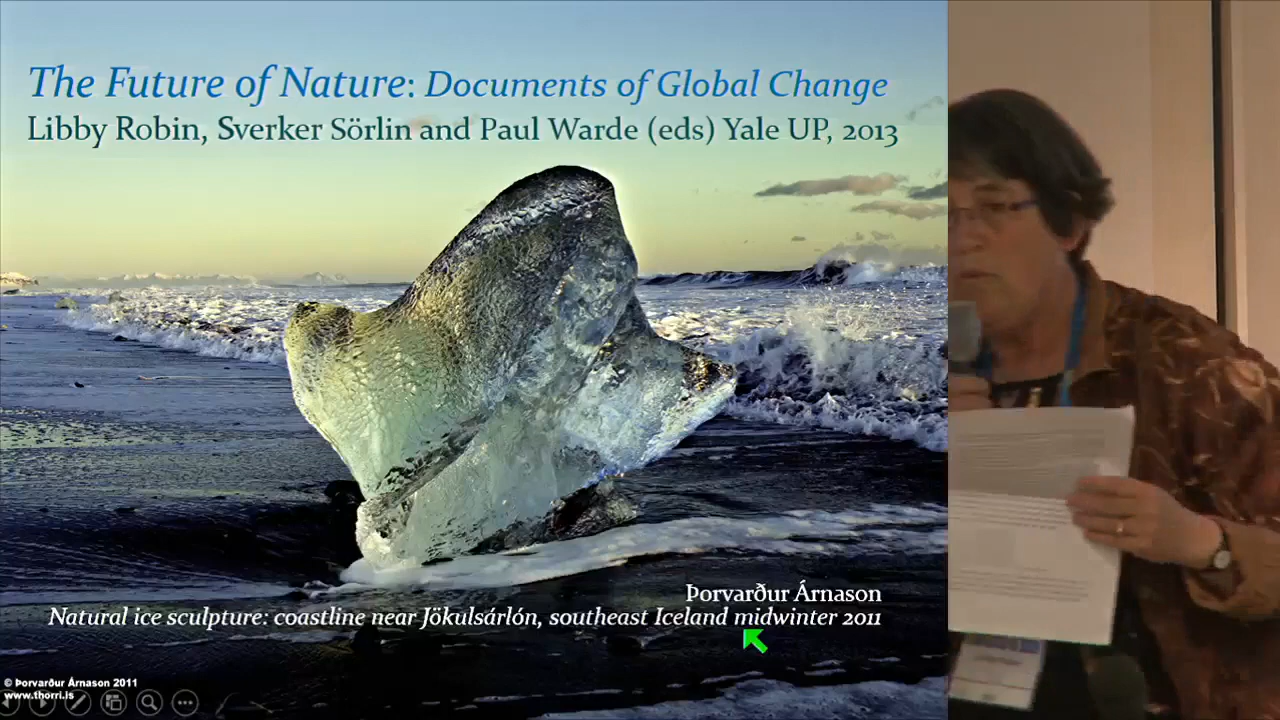 The Future of Nature: Documents of Global Change
Libby Robin, Sverker Sörlin and Paul Warde (eds) Yale UP, 2013
Þorvarður Árnason
Natural ice sculpture: coastline near Jökulsárlón, southeast Iceland midwinter 2011
© Þorvarður Árnason 2011
www.thorri.is